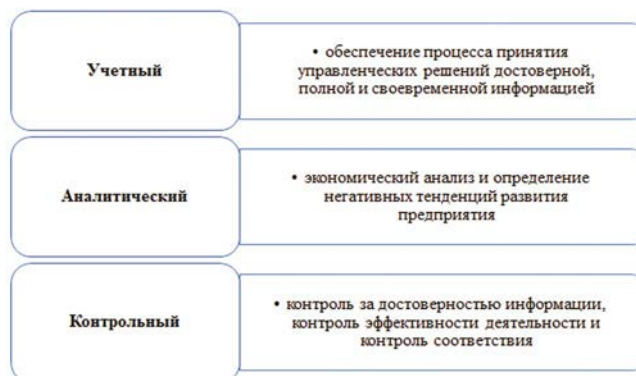 Учетный
• обеспечение процесса принятия
управленческих решений достоверной,
полной и своевременной информацией
Аналитический
• экономический анализ и определение
негативных тенденций развития
предприятия
Контрольный
• контроль за достоверностью информации,
контроль эффективности деятельности и
контроль соответствия